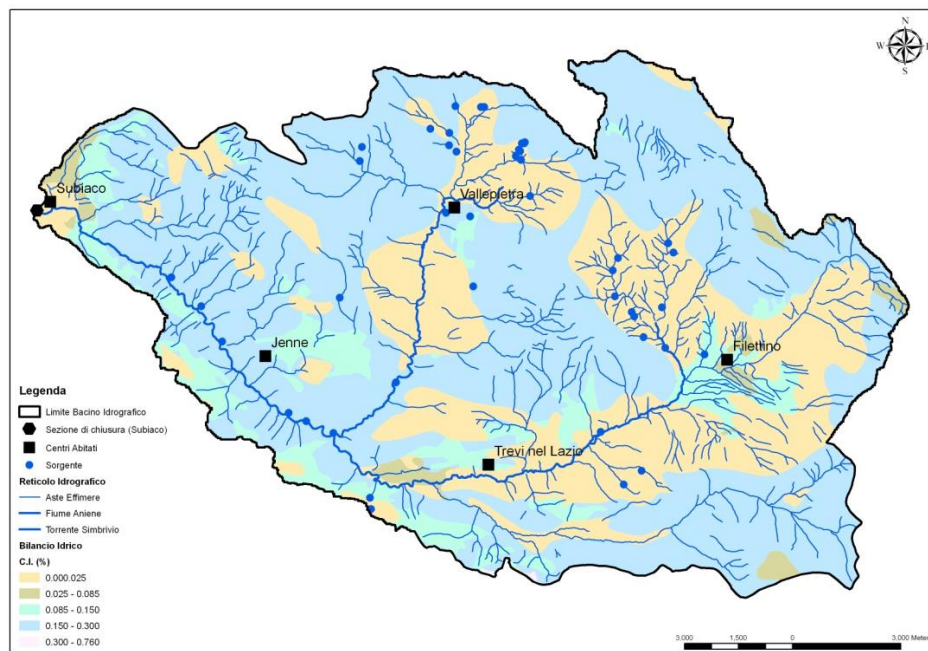 N
W
E
S
Subiaco
Vallepietra
Jenne
Filettino
Trevi nel Lazio
Legenda
Limite Bacino Idrografico
Sezione di chiusura (Subiaco)
Centri Abitati
Sorgente
Reticolo Idrografico
Aste Effimere
Fiume Aniene
Torrente Simbrivio
Bilancio Idrico
C.I. (%)
0.000.025
0.025 - 0.085
0.085 - 0.150
0.150 - 0.300
0.300 - 0.760
3,000 1,500 0 3,000 Meters